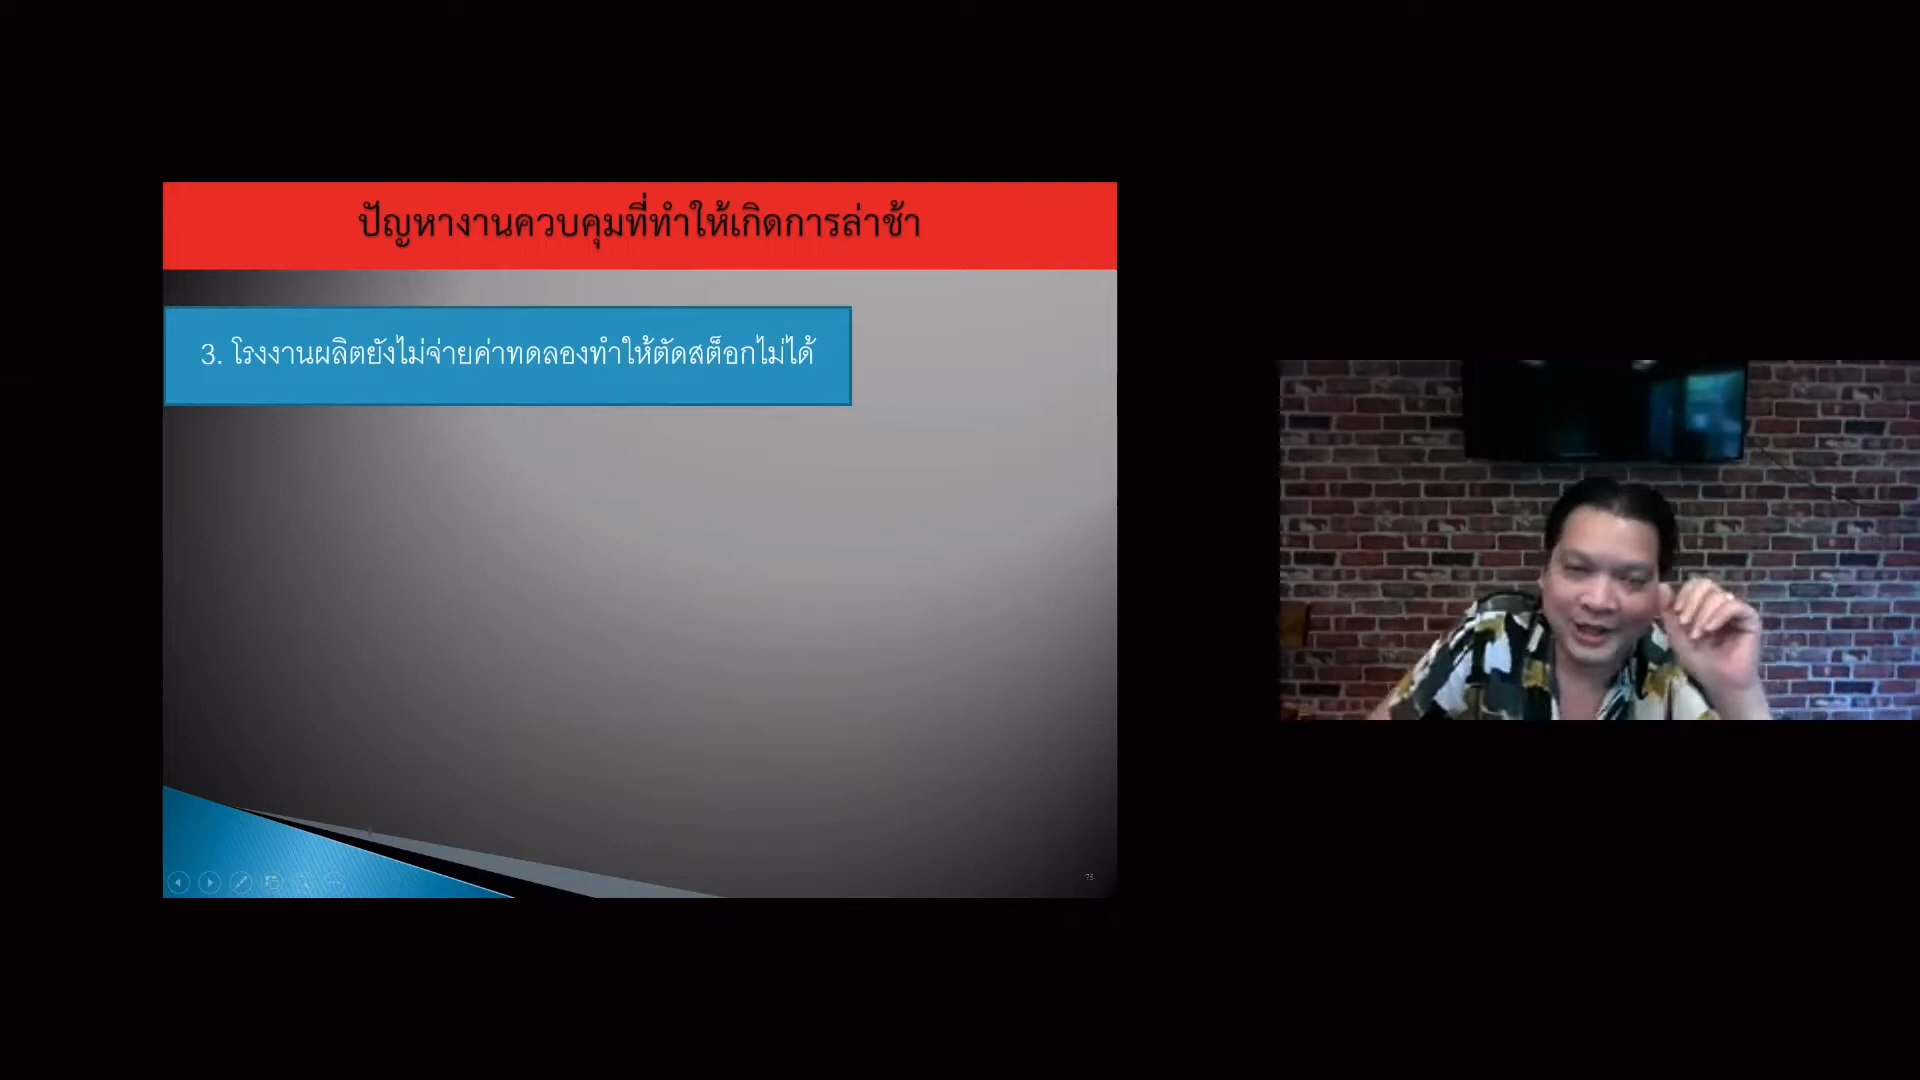 ปัญหางานควบคุมที่ทำให้เกิดการล่าช้า
3. โรงงานผลิตยังไม่จ่ายค่าทดลองทำให้ตัดสต็อกไม่ได้
75